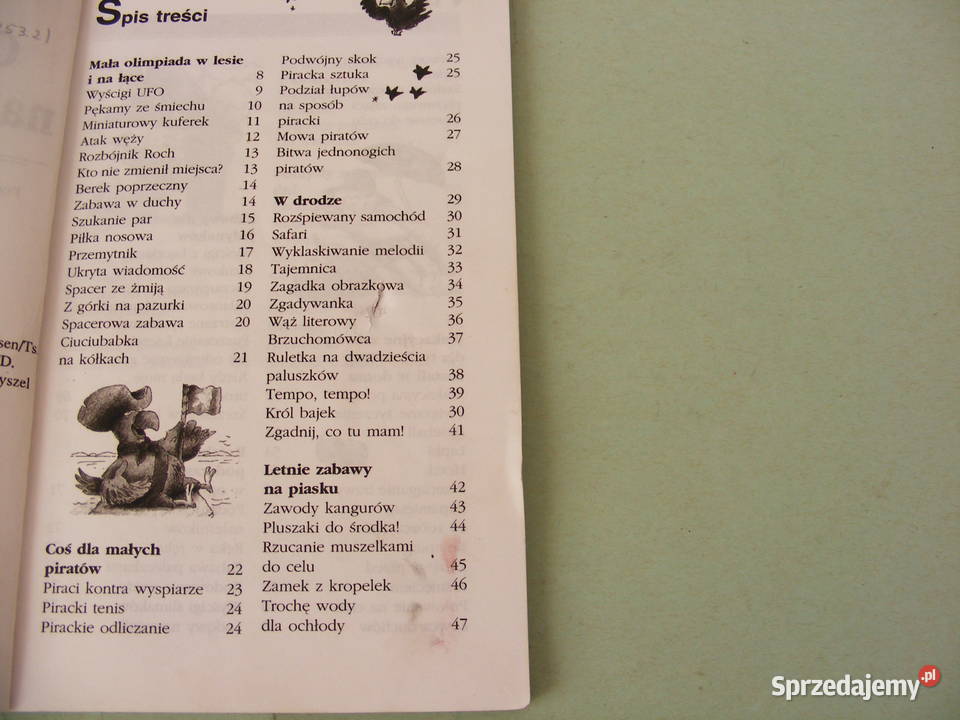 Spis treści
Mała olimpiada w lesie
i na łące 8
Wyścigi UFO 9
Pękamy ze śmiechu 10
Miniaturowy kuferek 11
Atak węży 12
Rozbójnik Roch 13
Kto nie zmienił miejsca? 13
Berek poprzeczny 14
Zabawa w duchy 14
Szukanie par 15
Piłka nosowa 16
Przemytnik 17
Ukryta wiadomość 18
Spacer ze żmiją 19
Z górki na pazurki 20
Spacerowa zabawa 20
Ciuciubabka
na kółkach 21
Coś dla małych
piratów 22
Piraci kontra wyspiarze 23
Piracki tenis 24
Pirackie odliczanie 24
Podwójny skok 25
Piracka sztuka 25
Podział łupów
na sposób
piracki 26
Mowa piratów 27
Bitwa jednonogich
piratów 28
W drodze 29
Rozśpiewany samochód 30
Safari 31
Wyklaskiwanie melodii 32
Tajemnica 33
Zagadka obrazkowa 34
Zgadywanka 35
Wąż literowy 36
Brzuchomówca 37
Ruletka na dwadzieścia
paluszków 38
Tempo, tempo! 39
Król bajek 30
Zgadnij, co tu mam! 41
Letnie zabawy
na piasku 42
Zawody kangurów 43
Pluszaki do środka! 44
Rzucanie muszelkami
do celu 45
Zamek z kropelek 46
Trochę wody
dla ochłody 47
sen/Ts
D.
yszel
Sprzedajemy.pl